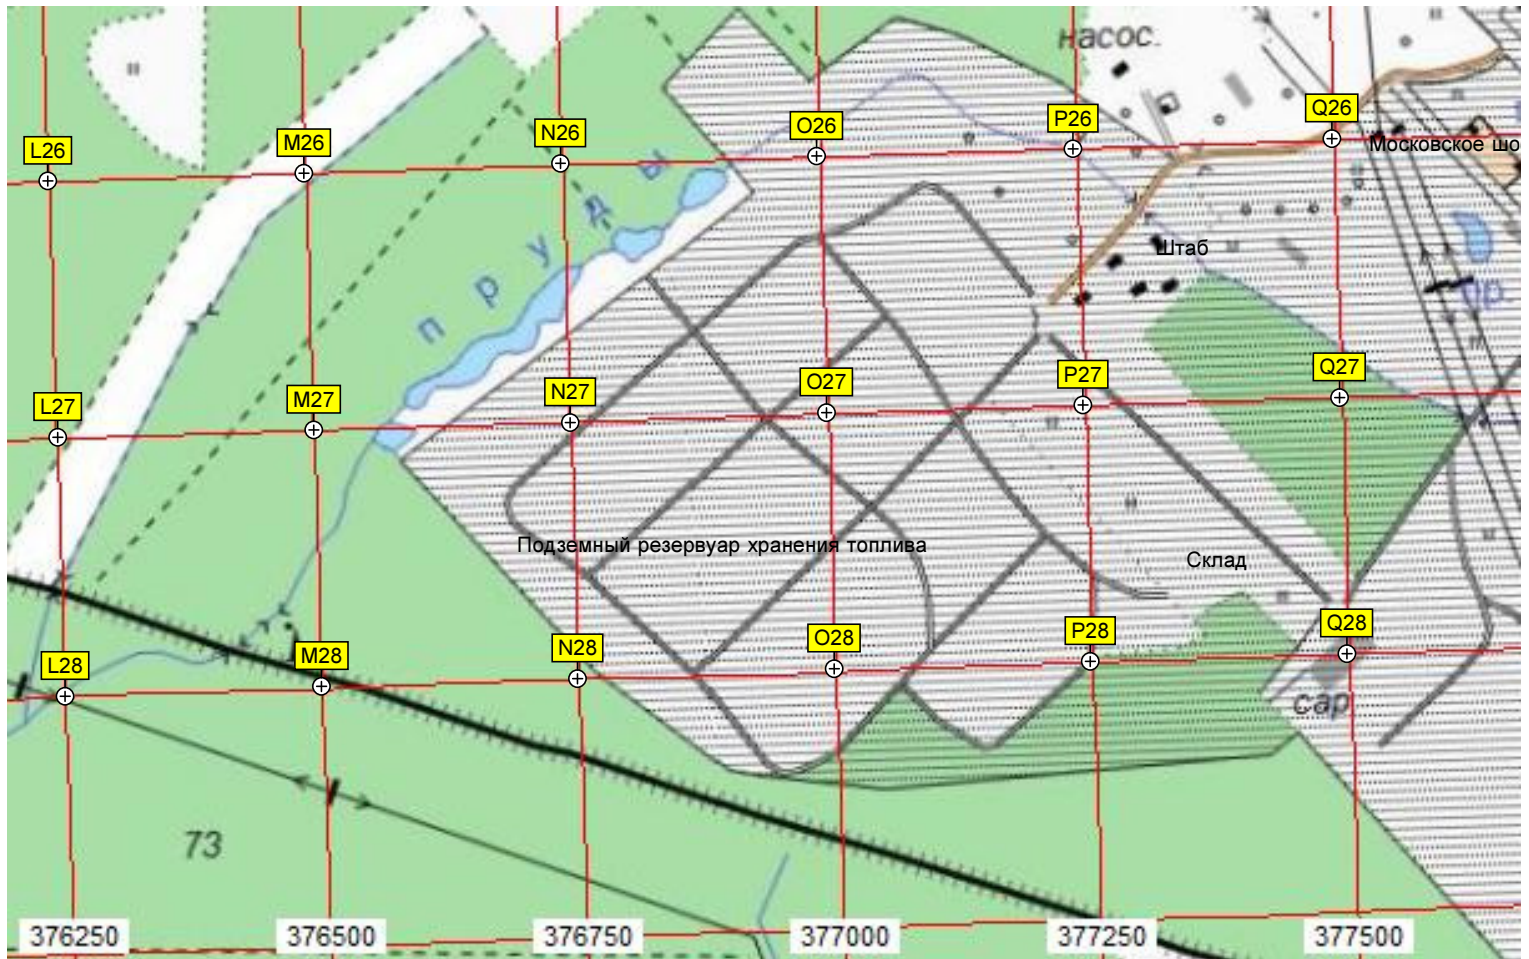 насос.
Q26
P26
O26
N26
M26
L26
Московское шо
пруды
Штаб
пр.
Q27
P27
O27
N27
M27
L27
Подземный резервуар хранения топлива
Склад
Q28
P28
O28
N28
M28
L28
сар
73
376250 376500 376750 377000 377250 377500